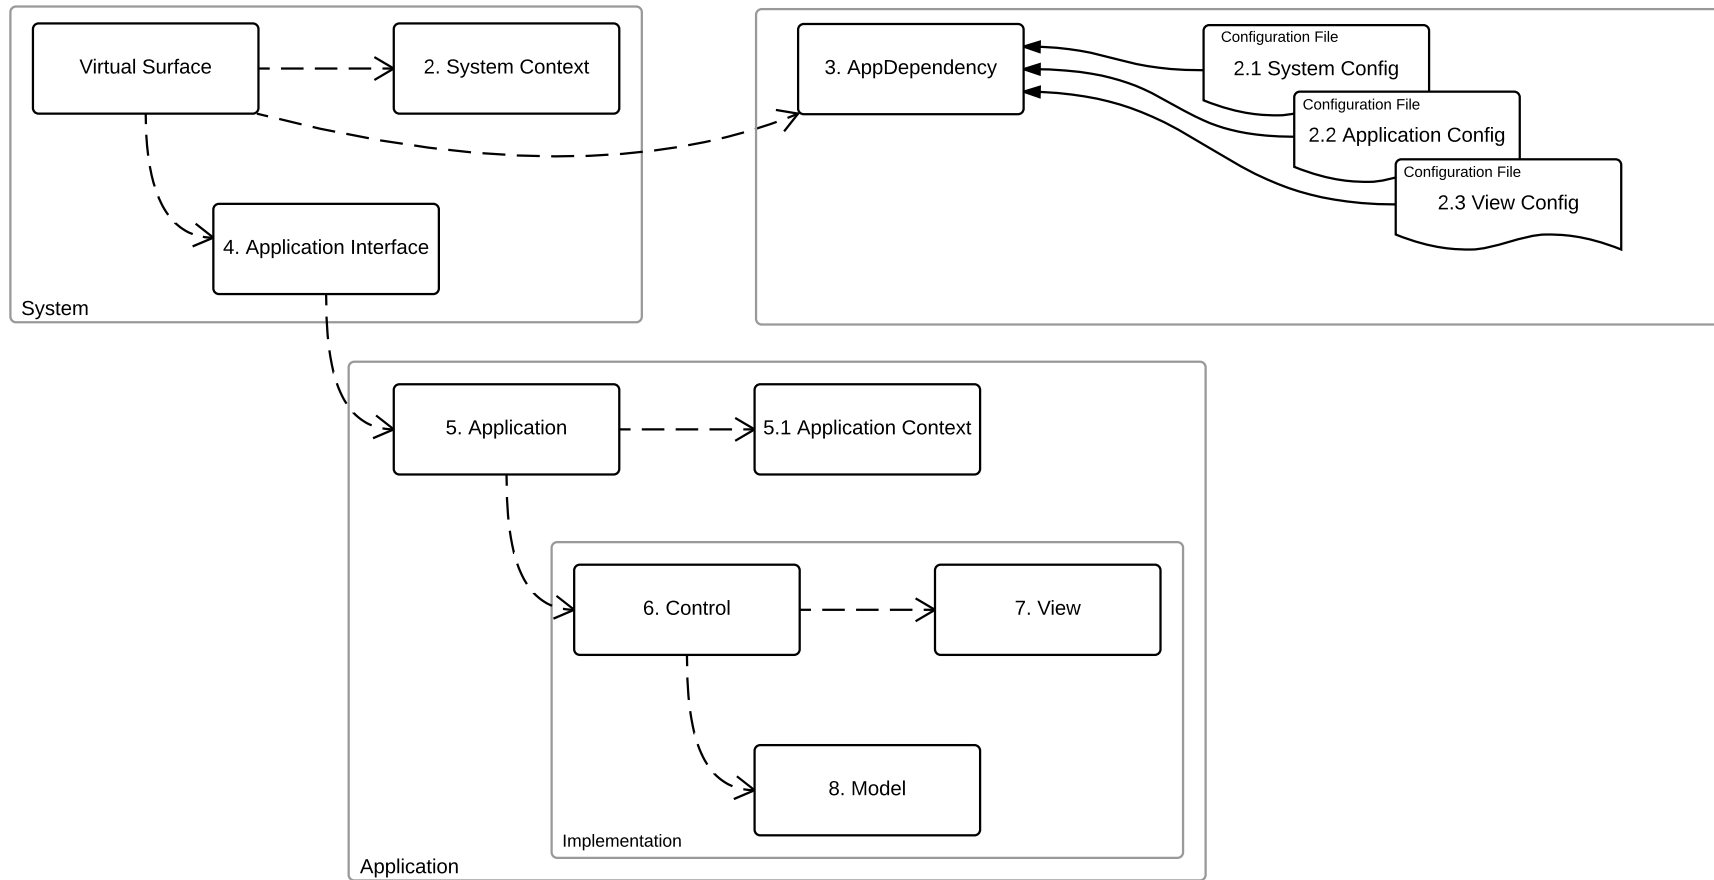 Virtual Surface
2. System Context
4. Application Interface
System
3. AppDependency
Configuration File
2.1 System Config
Configuration File
2.2 Application Config
Configuration File
2.3 View Config
5. Application
5.1 Application Context
6. Control
7. View
8. Model
Implementation
Application